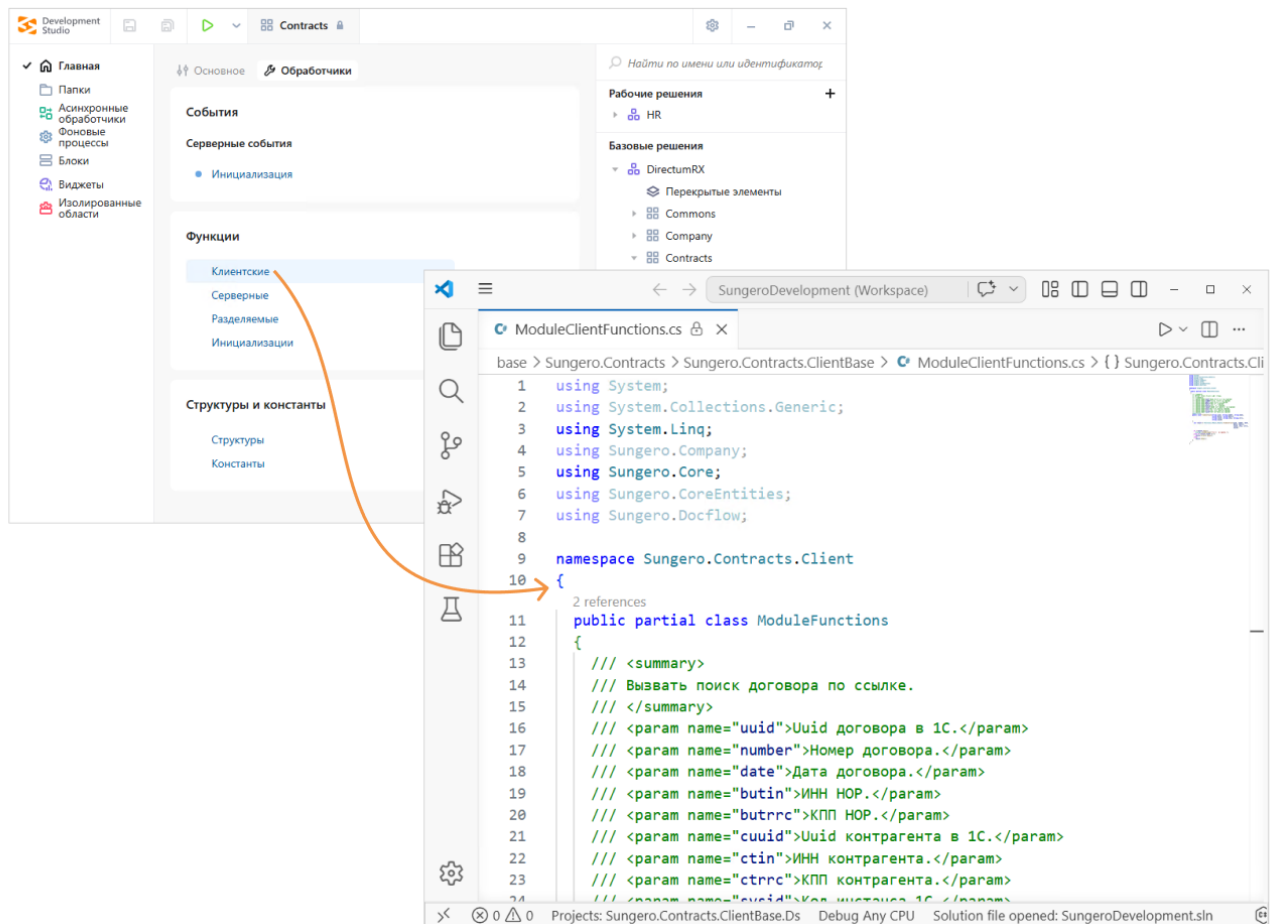 Development
Studio
Contracts
Главная
Папки
Асинхронные
обработчики
Фоновые
процессы
Блоки
Виджеты
Изолированные
области
Основное
Обработчики
События
Серверные события
Инициализация
Функции
Клиентские
Серверные
Разделяемые
Инициализации
Структуры и константы
Структуры
Константы
Найти по имени или идентификатор
Рабочие решения
HR
Базовые решения
DirectumRX
Перекрытые элементы
Commons
Company
Contracts
SungeroDevelopment (Workspace)
ModuleClientFunctions.cs
base > Sungero.Contracts > Sungero.Contracts.ClientBase > ModuleClientFunctions.cs > { } Sungero.Contracts.Cli
1 using System;
2 using System.Collections.Generic;
3 using System.Linq;
4 using Sungero.Company;
5 using Sungero.Core;
6 using Sungero.CoreEntities;
7 using Sungero.Docflow;
8
9 namespace Sungero.Contracts.Client
10 {
2 references
11 public partial class ModuleFunctions
12 {
13 /// <summary>
14 /// Вызвать поиск договора по ссылке.
15 /// </summary>
16 /// <param name="uuid">Uuid договора в 1С.</param>
17 /// <param name="number">Номер договора.</param>
18 /// <param name="date">Дата договора.</param>
19 /// <param name="butin">ИНН НОР.</param>
20 /// <param name="butrrc">КПП НОР.</param>
21 /// <param name="cuuid">Uuid контрагента в 1С.</param>
22 /// <param name="ctin">ИНН контрагента.</param>
23 /// <param name="ctrrc">КПП контрагента.</param>
24 /// <param name="sysid">Код инстанса 1С.</param>
0 0 Projects: Sungero.Contracts.ClientBase.Ds Debug Any CPU Solution file opened: SungeroDevelopment.sln